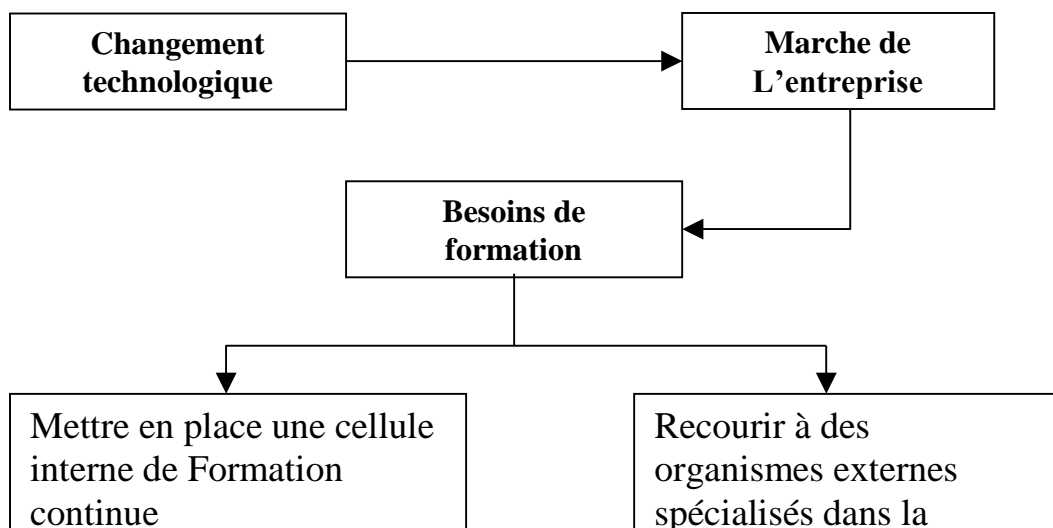 Changement
technologique
Marche de
L’entreprise
Besoins de
formation
Mettre en place une cellule
interne de Formation
continue
Recourir à des
organismes externes
spécialisés dans la